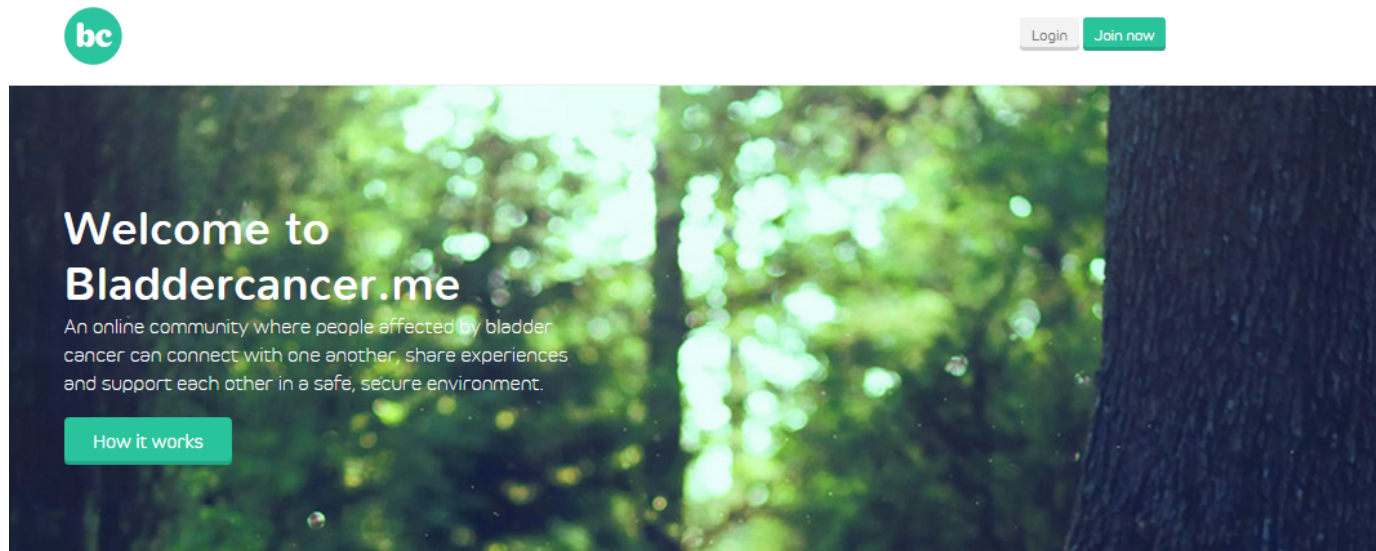 bc
Login
Join now
Welcome to
Bladdercancer.me
An online community where people affected by bladder
cancer can connect with one another, share experiences
and support each other in a safe, secure environment.
How it works